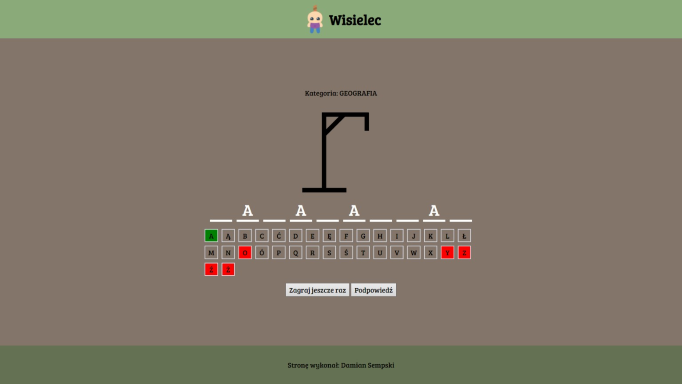 Wisielec
Kategoria: GEOGRAFIA
A A A A
A Ą B C Ć D E Ę F G H I J K L Ł
M N O Ó P Q R S Ś T U V W X Y Z
Ź Ż
Zagraj jeszcze raz Podpowiedź
Stronę wykonał: Damian Sempski